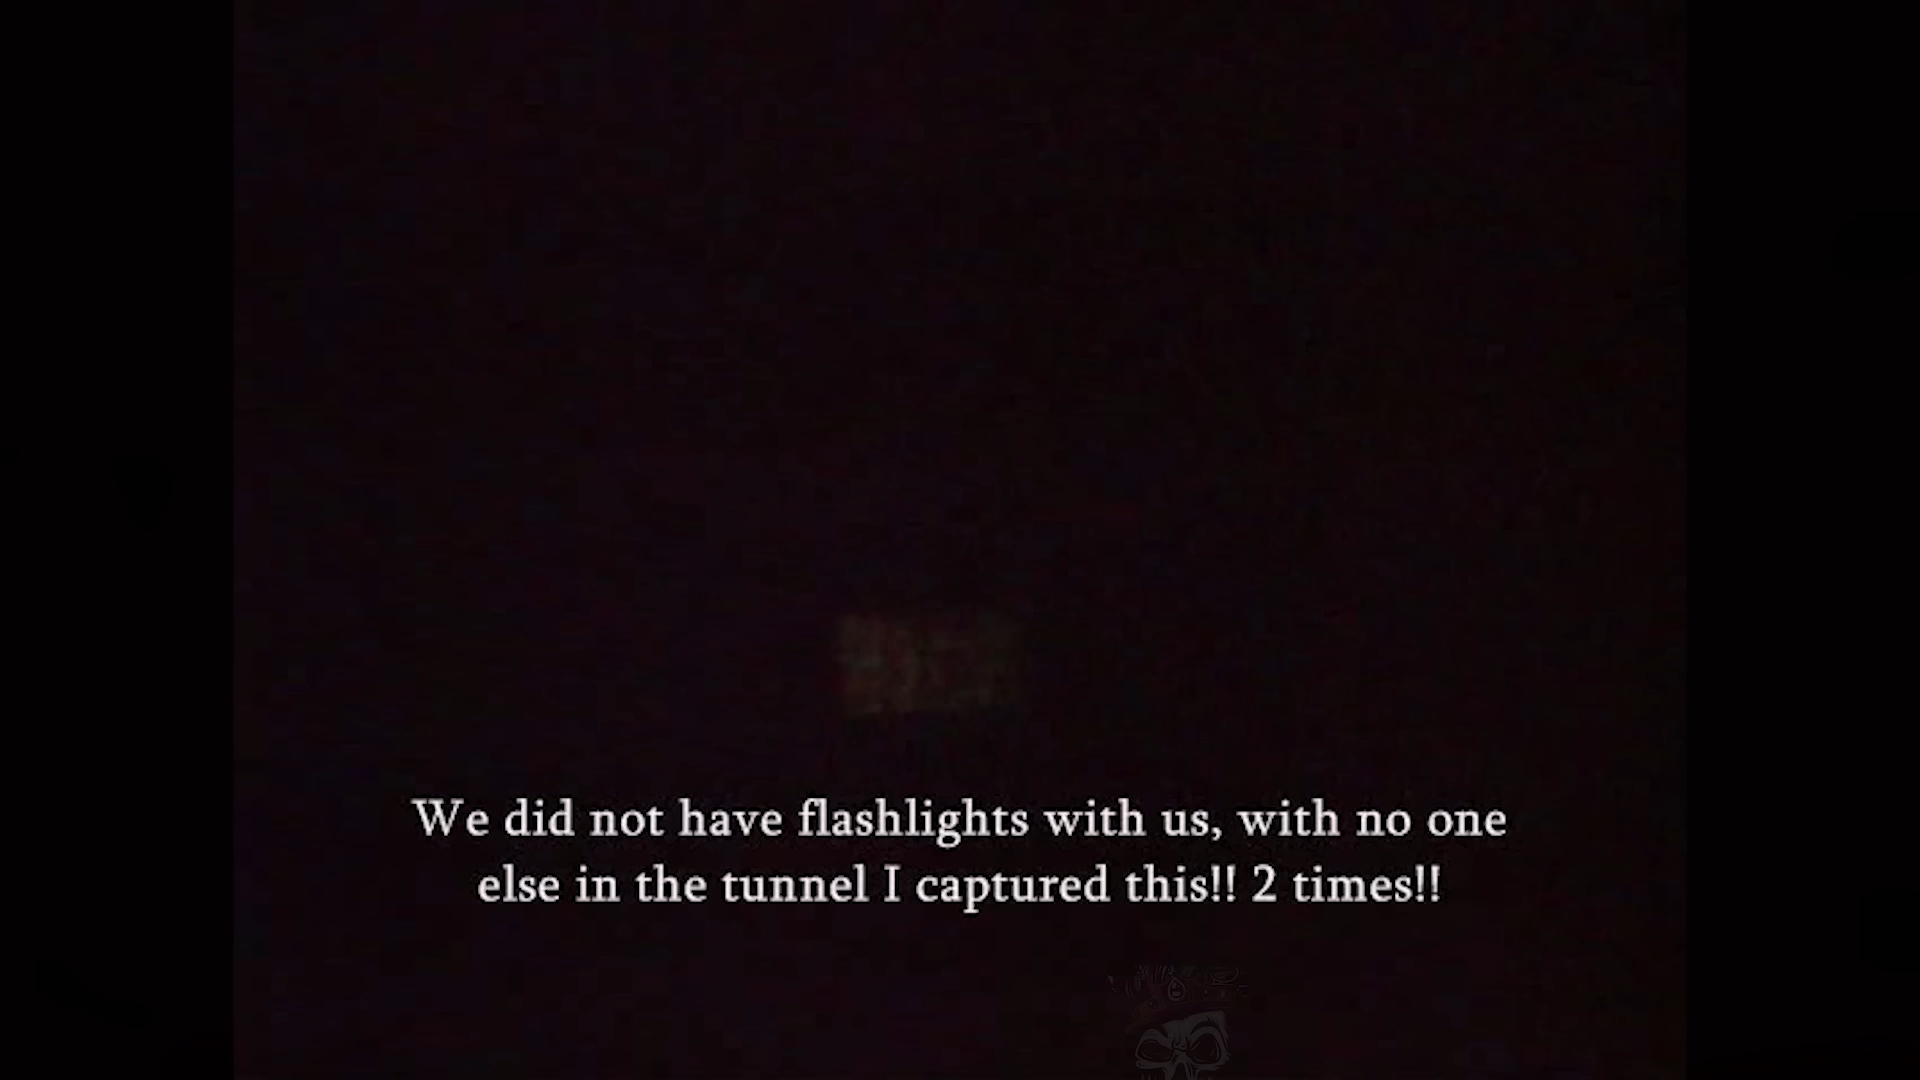 We did not have flashlights with us, with no one
else in the tunnel I captured this!! 2 times!!